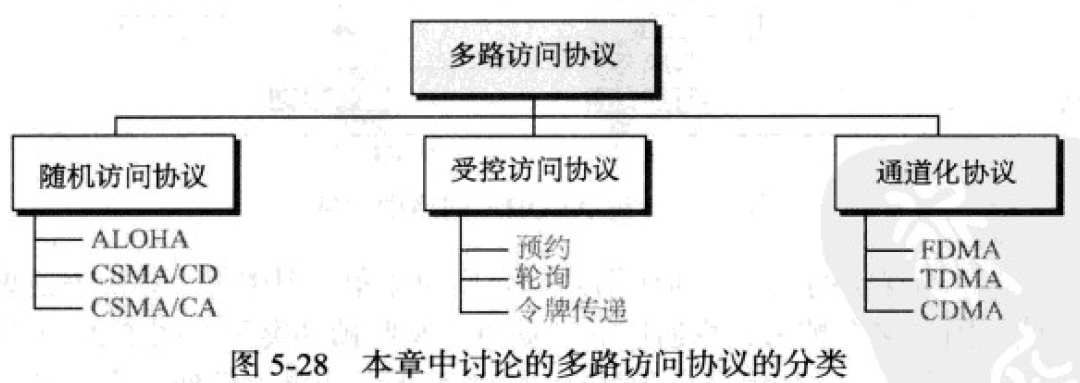 多路访问协议
随机访问协议
ALOHA
CSMA/CD
CSMA/CA
受控访问协议
预约
轮询
令牌传递
通道化协议
FDMA
TDMA
CDMA
图 5-28 本章中讨论的多路访问协议的分类